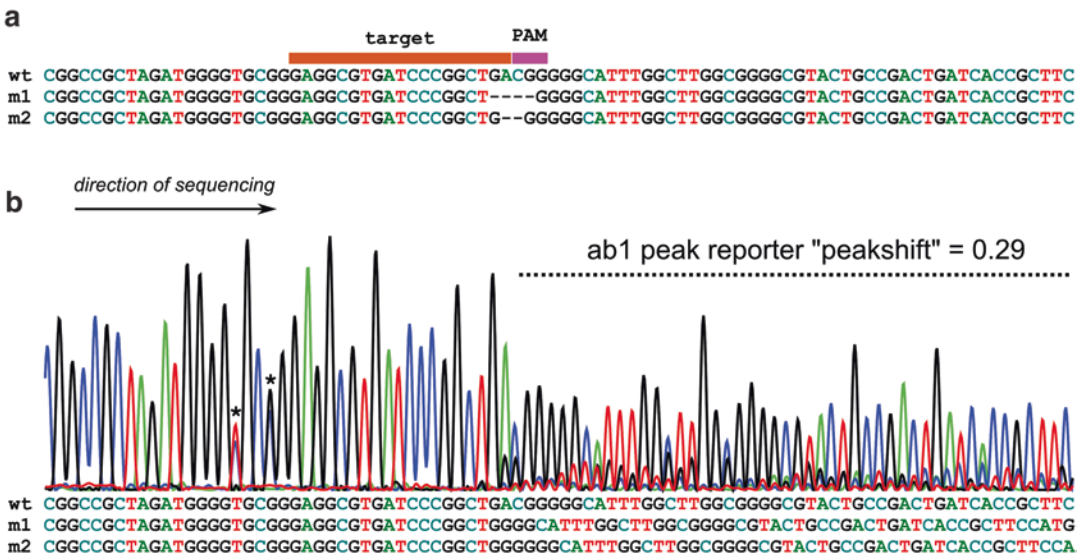 a
target PAM
wt CGGCCGCTAGATGGGGTGCGGGAGGCGTGATCCCGGCTGACGGGGGCATTTGGCTTGGCGGGGCGTACTGCCGACTGATCACCGCTTC
m1 CGGCCGCTAGATGGGGTGCGGGAGGCGTGATCCCGGCT----GGGGCATTTGGCTTGGCGGGGCGTACTGCCGACTGATCACCGCTTC
m2 CGGCCGCTAGATGGGGTGCGGGAGGCGTGATCCCGGCTG--GGGGGCATTTGGCTTGGCGGGGCGTACTGCCGACTGATCACCGCTTC
direction of sequencing
b
ab1 peak reporter "peakshift" = 0.29
* *
wt CGGCCGCTAGATGGGGTGCGGGAGGCGTGATCCCGGCTGACGGGGGCATTTGGCTTGGCGGGGCGTACTGCCGACTGATCACCGCTTC
m1 CGGCCGCTAGATGGGGTGCGGGAGGCGTGATCCCGGCTGGGGCATTTGGCTTGGCGGGGCGTACTGCCGACTGATCACCGCTTCCATG
m2 CGGCCGCTAGATGGGGTGCGGGAGGCGTGATCCCGGCTGGGGGGCATTTGGCTTGGCGGGGCGTACTGCCGACTGATCACCGCTTCCA